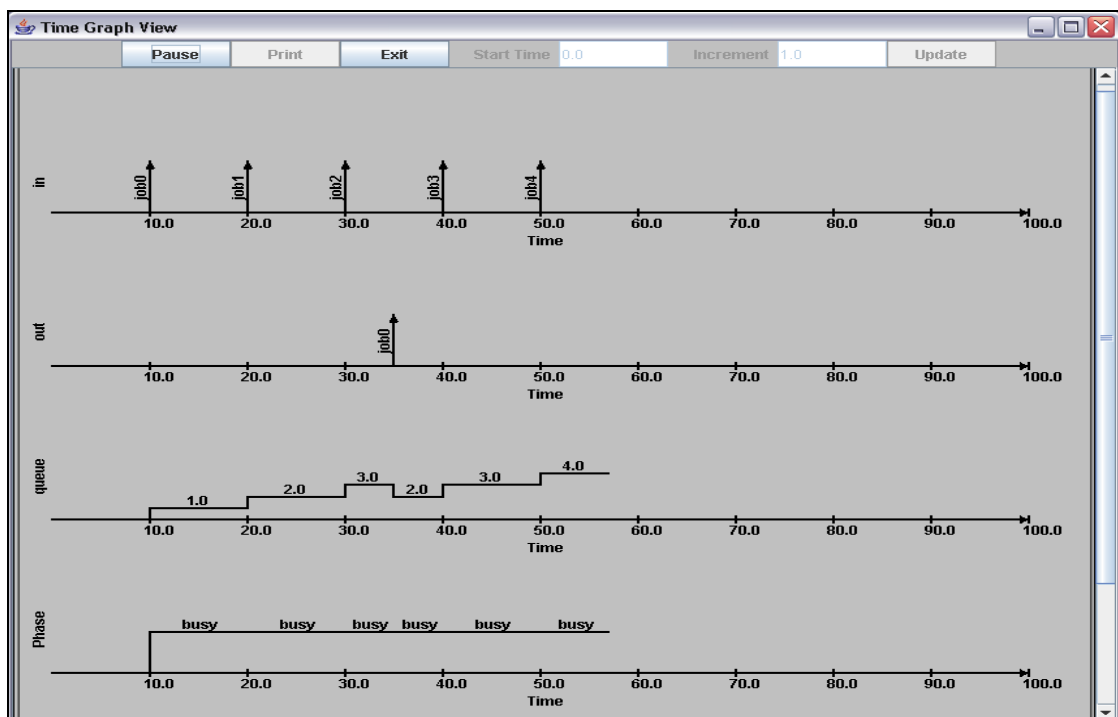 Time Graph View
Pause Print Exit Start Time 0.0 Increment 1.0 Update
in
job0 job1 job2 job3 job4
10.0 20.0 30.0 40.0 50.0 60.0 70.0 80.0 90.0 100.0
Time
out
job0
10.0 20.0 30.0 40.0 50.0 60.0 70.0 80.0 90.0 100.0
Time
queue
1.0 2.0 3.0 2.0 3.0 4.0
10.0 20.0 30.0 40.0 50.0 60.0 70.0 80.0 90.0 100.0
Time
Phase
busy busy busy busy busy busy
10.0 20.0 30.0 40.0 50.0 60.0 70.0 80.0 90.0 100.0
Time